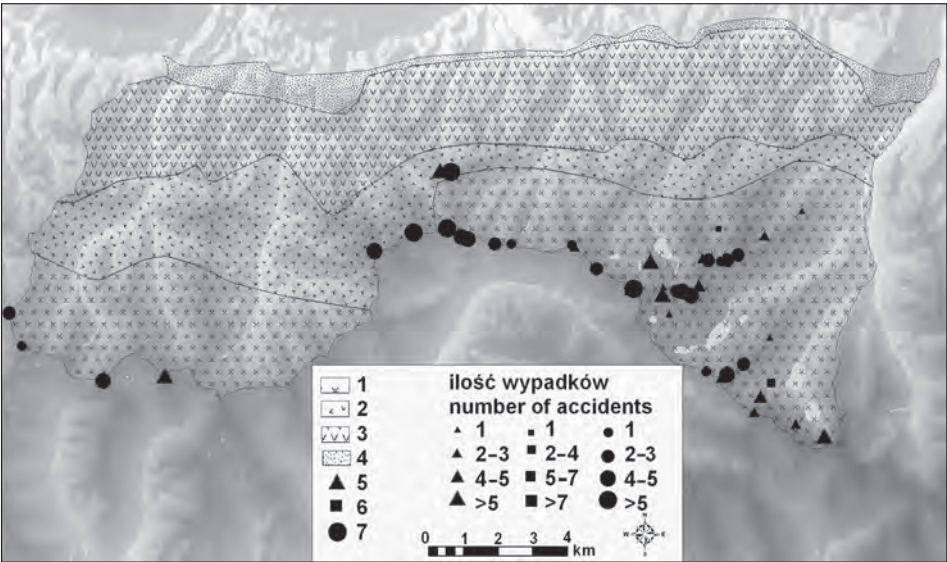 1
2
3
4
5
6
7
ilość wypadków
number of accidents
1 1 1
2–3 2–4 2–3
4–5 5–7 4–5
>5 >7 >5
0 1 2 3 4
km
N
W E
S